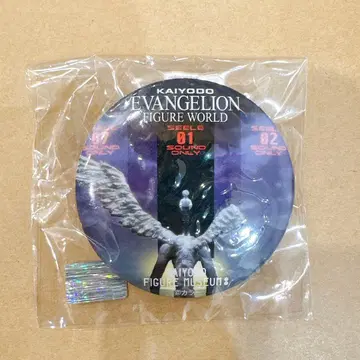 KAIYODO
EVANGELION
FIGURE WORLD
SEELE
01
SOUND
ONLY
SEELE
02
SOUND
ONLY
KAIYODO
FIGURE MUSEUM